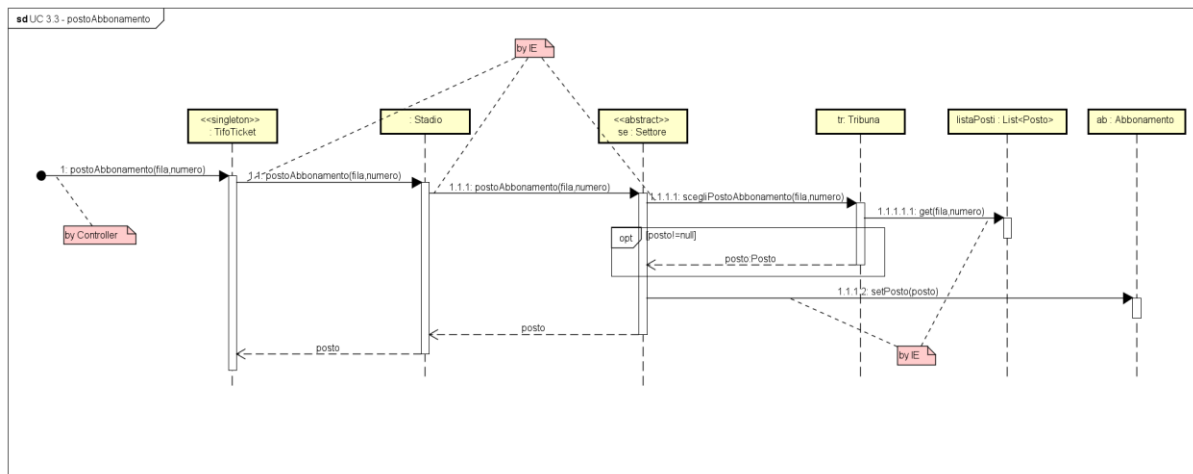 sd UC 3.3 - postoAbbonamento
by IE
<<singleton>>
: TifoTicket
: Stadio
<<abstract>>
se : Settore
tr: Tribuna
listaPosti : List<Posto>
ab : Abbonamento
1: postoAbbonamento(fila,numero)
1.1: postoAbbonamento(fila,numero)
1.1.1: postoAbbonamento(fila,numero)
1.1.1.1: scegliPostoAbbonamento(fila,numero)
1.1.1.1.1: get(fila,numero)
by Controller
opt
[posto!=null]
posto:Posto
1.1.1.2: setPosto(posto)
posto
posto
by IE